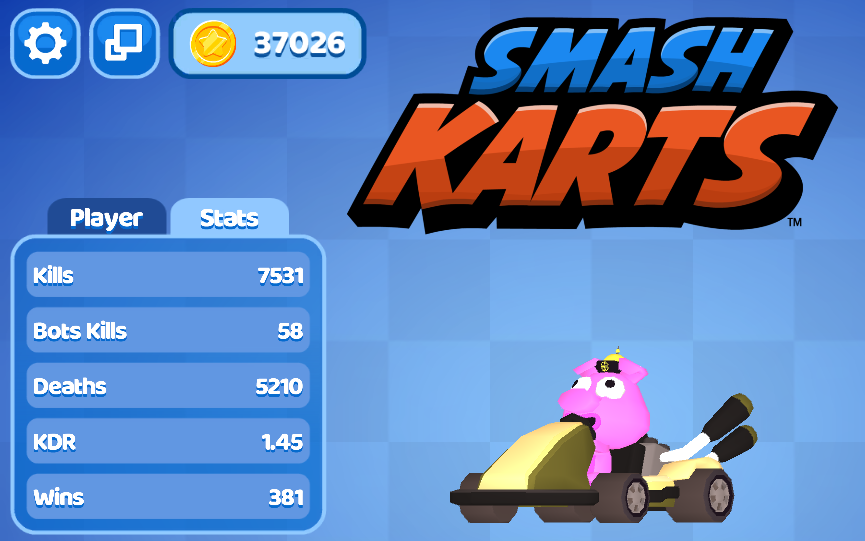 37026
SMASH
KARTS
TM
Player Stats
Kills 7531
Bots Kills 58
Deaths 5210
KDR 1.45
Wins 381